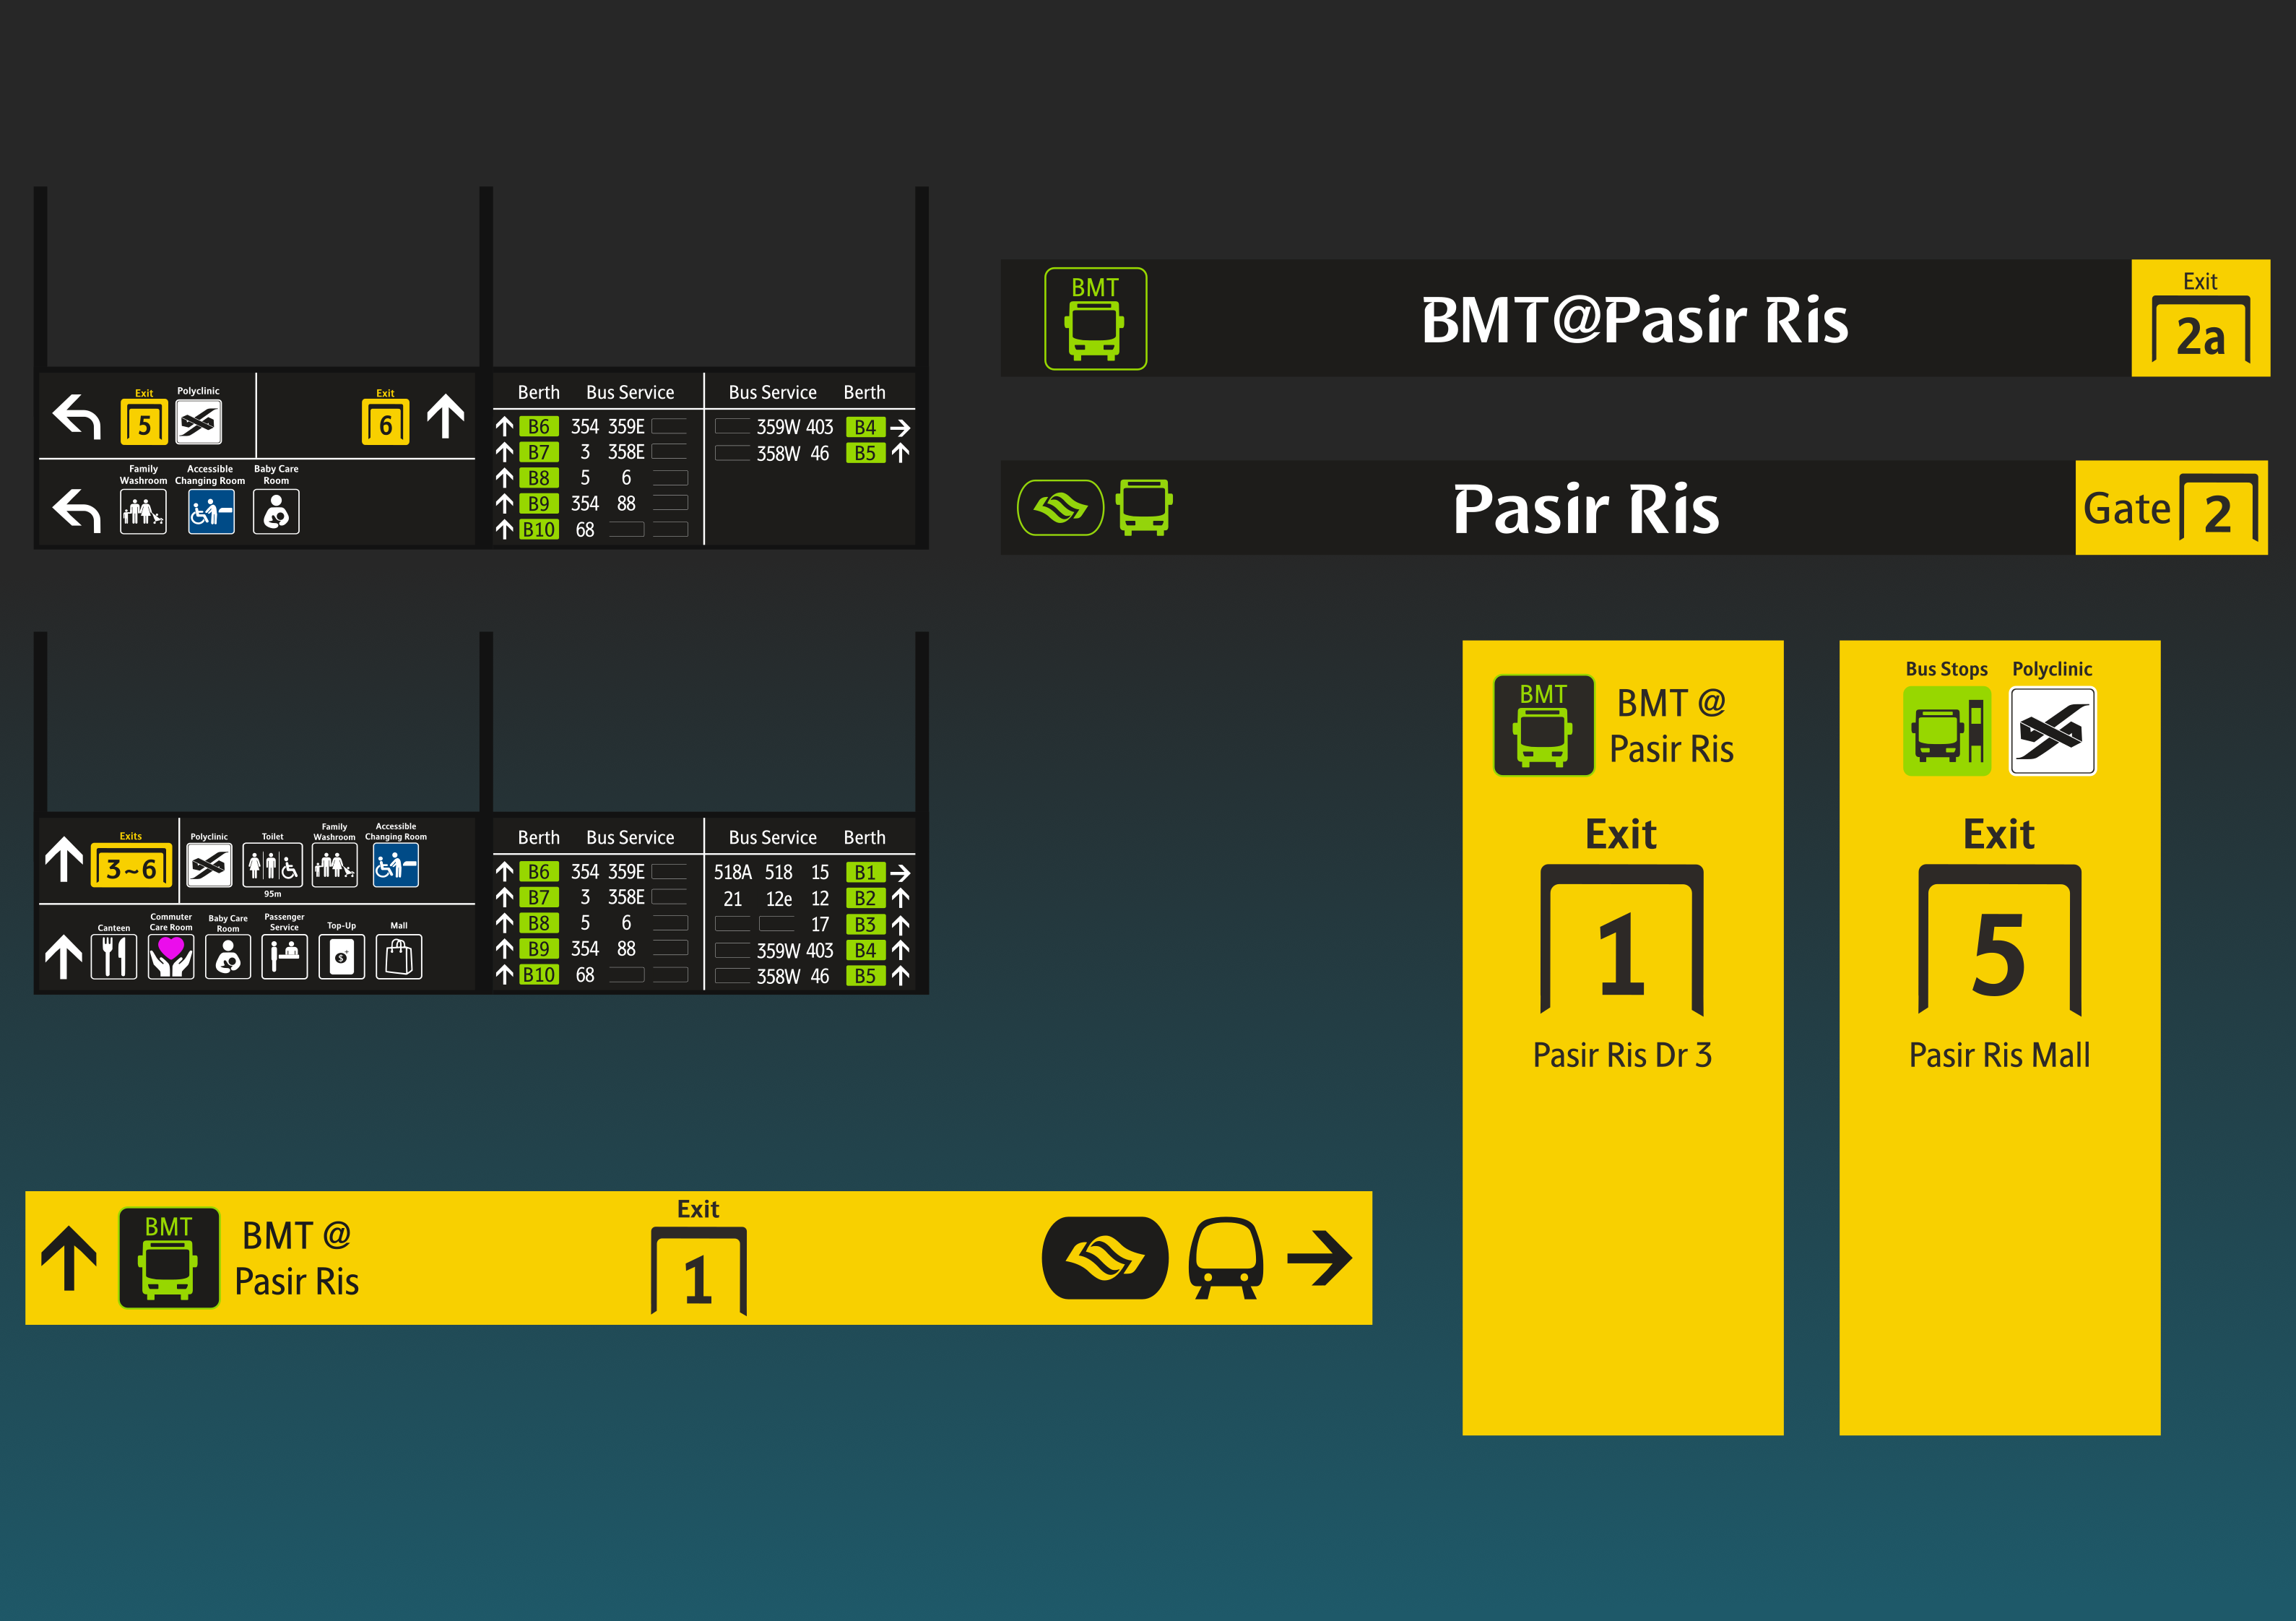 BMT
BMT@Pasir Ris
Exit
2a
Exit
5
Polyclinic
Exit
6
Family
Washroom
Accessible
Changing Room
Baby Care
Room
Berth Bus Service Bus Service Berth
B6 354 359E 359W 403 B4
B7 3 358E 358W 46 B5
B8 5 6
B9 354 88
B10 68
Pasir Ris
Gate 2
Exits
3~6
Polyclinic
Toilet
95m
Family
Washroom
Accessible
Changing Room
Canteen
Commuter
Care Room
Baby Care
Room
Passenger
Service
Top-Up
$
Mall
Berth Bus Service Bus Service Berth
B6 354 359E 518A 518 15 B1
B7 3 358E 21 12e 12 B2
B8 5 6 17 B3
B9 354 88 359W 403 B4
B10 68 358W 46 B5
BMT
BMT @
Pasir Ris
Exit
1
Pasir Ris Dr 3
Bus Stops Polyclinic
Exit
5
Pasir Ris Mall
BMT
BMT @
Pasir Ris
Exit
1